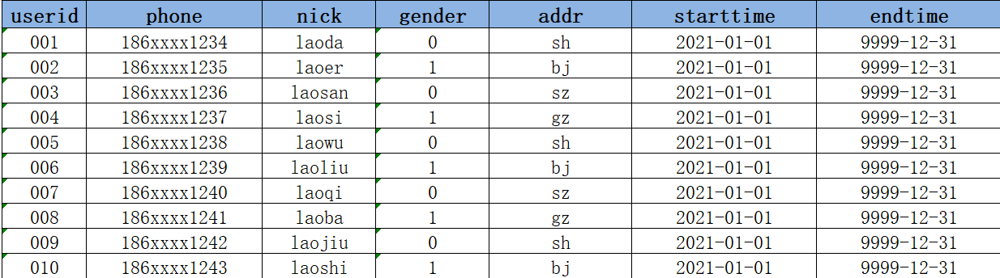 userid phone nick gender addr starttime endtime
001 186xxxx1234 laoda 0 sh 2021-01-01 9999-12-31
002 186xxxx1235 laoer 1 bj 2021-01-01 9999-12-31
003 186xxxx1236 laosan 0 sz 2021-01-01 9999-12-31
004 186xxxx1237 laosi 1 gz 2021-01-01 9999-12-31
005 186xxxx1238 laowu 0 sh 2021-01-01 9999-12-31
006 186xxxx1239 laoliu 1 bj 2021-01-01 9999-12-31
007 186xxxx1240 laoqi 0 sz 2021-01-01 9999-12-31
008 186xxxx1241 laoba 1 gz 2021-01-01 9999-12-31
009 186xxxx1242 laojiu 0 sh 2021-01-01 9999-12-31
010 186xxxx1243 laoshi 1 bj 2021-01-01 9999-12-31